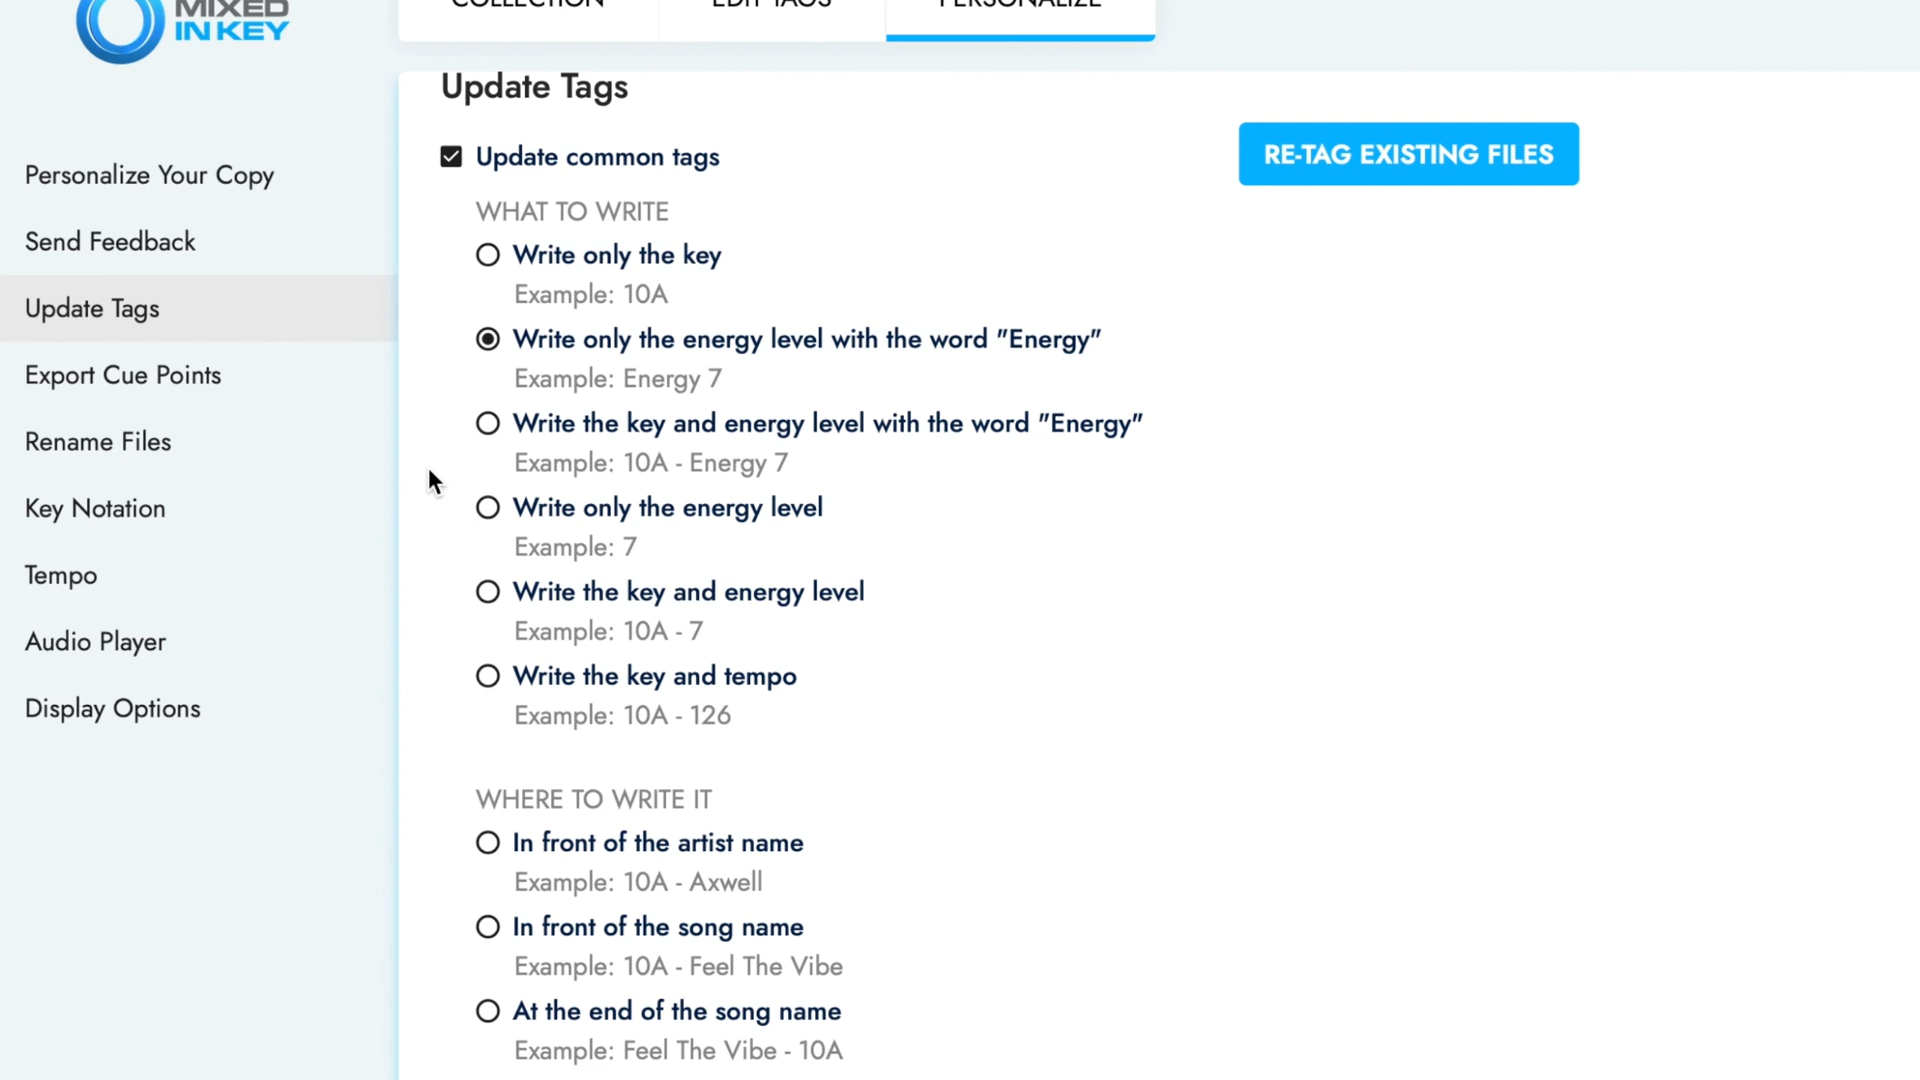 MIXED
IN KEY
COLLECTION
EDIT TAGS
PERSONALIZE
Personalize Your Copy
Send Feedback
Update Tags
Export Cue Points
Rename Files
Key Notation
Tempo
Audio Player
Display Options
Update Tags
Update common tags
RE-TAG EXISTING FILES
WHAT TO WRITE
Write only the key
Example: 10A
Write only the energy level with the word "Energy"
Example: Energy 7
Write the key and energy level with the word "Energy"
Example: 10A - Energy 7
Write only the energy level
Example: 7
Write the key and energy level
Example: 10A - 7
Write the key and tempo
Example: 10A - 126
WHERE TO WRITE IT
In front of the artist name
Example: 10A - Axwell
In front of the song name
Example: 10A - Feel The Vibe
At the end of the song name
Example: Feel The Vibe - 10A